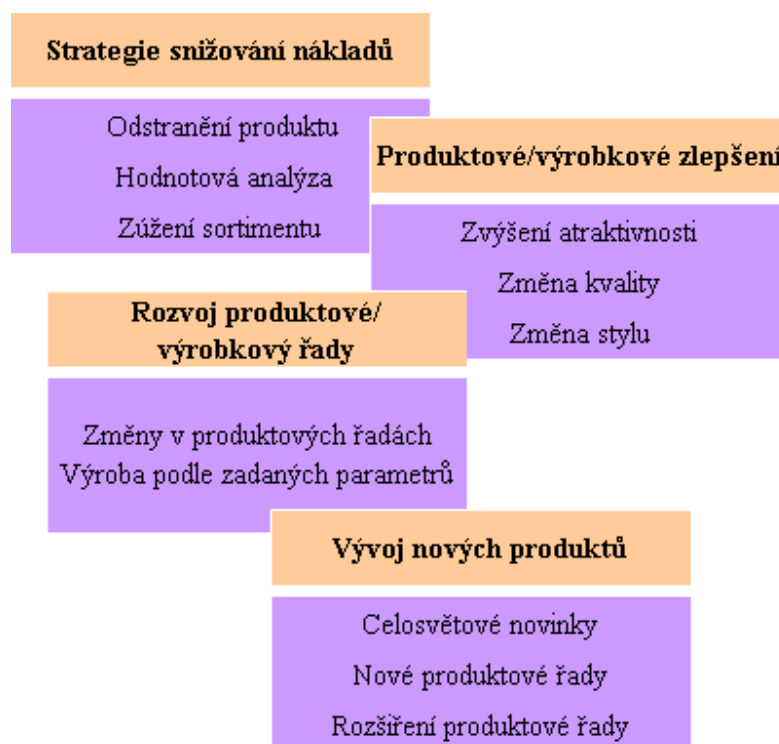 Strategie snižování nákladů
Odstranění produktu
Hodnotová analýza
Zúžení sortimentu
Produktové/výrobkové zlepšení
Zvýšení atraktivnosti
Změna kvality
Změna stylu
Rozvoj produktové/
výrobkový řady
Změny v produktových řadách
Výroba podle zadaných parametrů
Vývoj nových produktů
Celosvětové novinky
Nové produktové řady
Rozšíření produktové řady